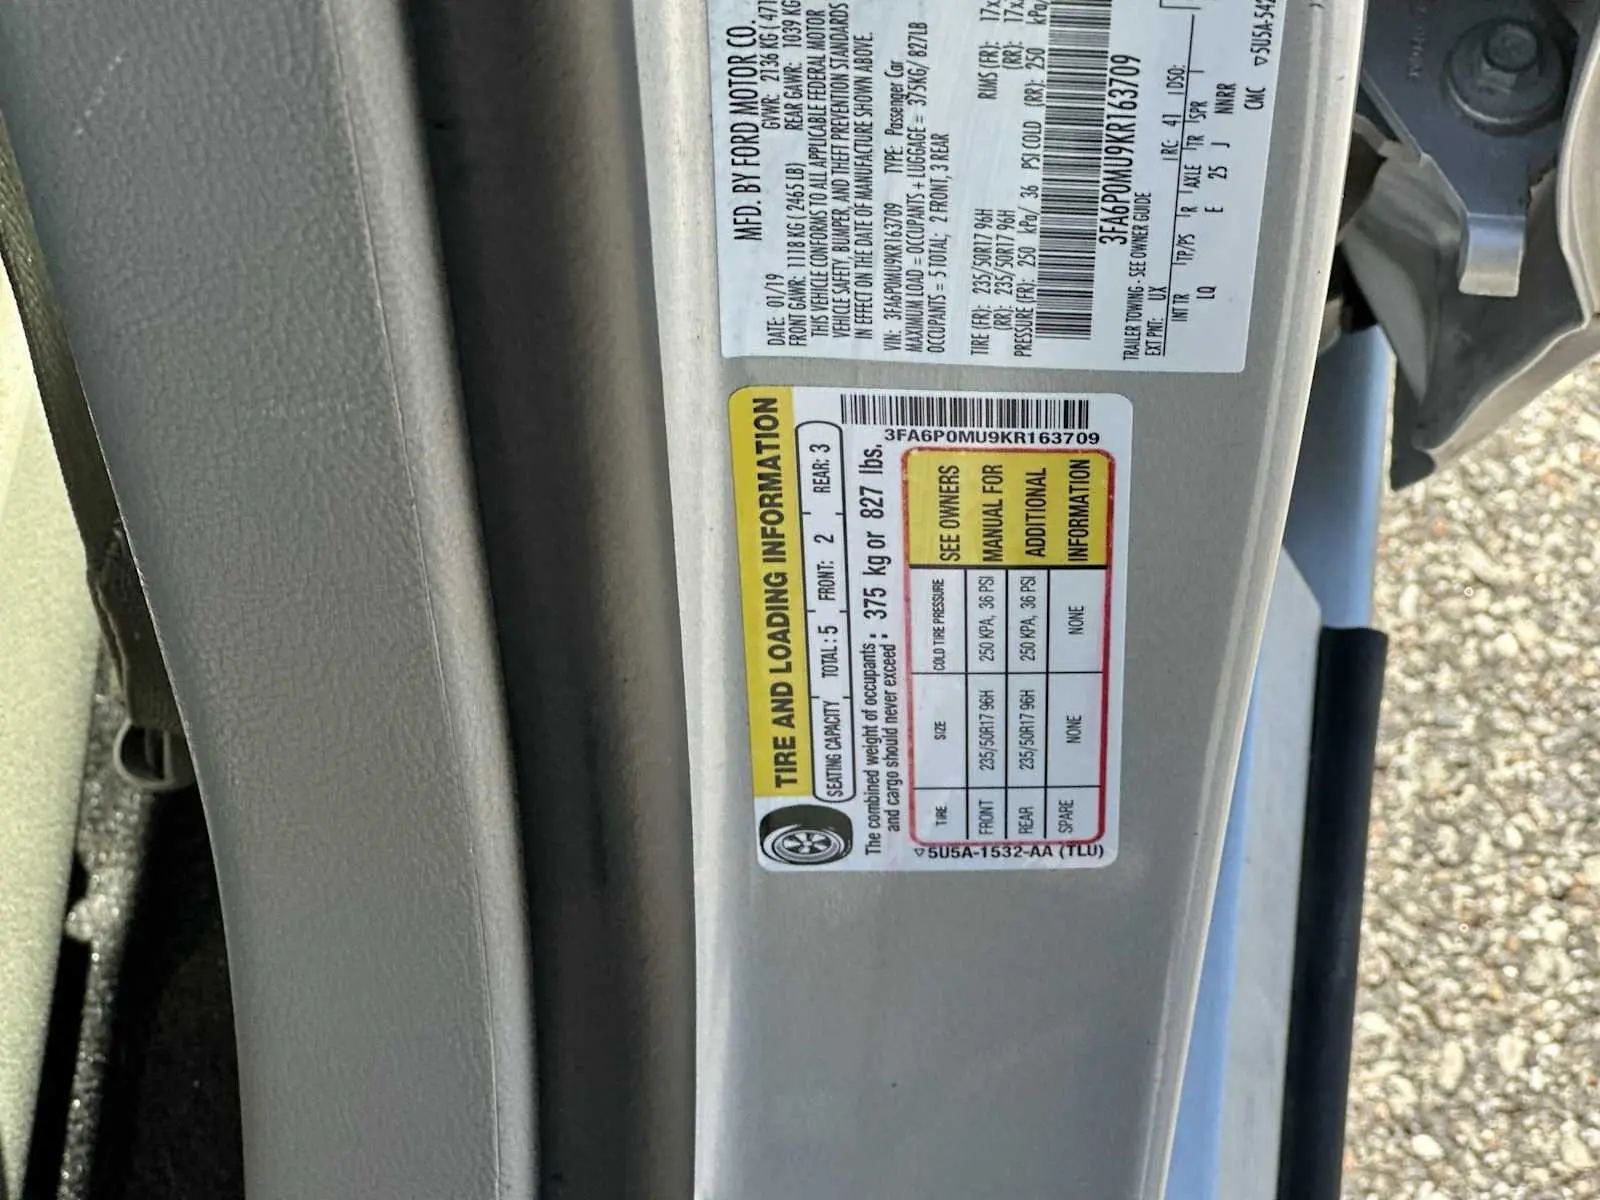 MFD. BY FORD MOTOR CO.
DATE: 01/19 GVWR: 2136 KG ( 471
FRONT GAWR: 1118 KG ( 2465 LB) REAR GAWR: 1039 KG
THIS VEHICLE CONFORMS TO ALL APPLICABLE FEDERAL MOTOR
VEHICLE SAFETY, BUMPER, AND THEFT PREVENTION STANDARDS
IN EFFECT ON THE DATE OF MANUFACTURE SHOWN ABOVE.
VIN: 3FA6P0MU9KR163709 TYPE: Passenger Car
MAXIMUM LOAD = OCCUPANTS + LUGGAGE = 375KG/ 827LB
OCCUPANTS = 5 TOTAL; 2 FRONT, 3 REAR
TIRE (FR): 235/50R17 96H RIMS (FR): 17x
(RR): 235/50R17 96H (RR): 17x
PRESSURE (FR): 250 kPa/ 36 PSI COLD (RR): 250 kPa/
3FA6P0MU9KR163709
TRAILER TOWING - SEE OWNER GUIDE
EXT PNT: UX RC: 41 DSO:
INTR TP/PS R AXLE TR SPR
LQ E 25 J NNRR
CMC
5U5A-542
TIRE AND LOADING INFORMATION
SEATING CAPACITY TOTAL: 5 FRONT: 2 REAR: 3
The combined weight of occupants and cargo should never exceed : 375 kg or 827 lbs.
3FA6P0MU9KR163709
TIRE SIZE COLD TIRE PRESSURE
FRONT 235/50R17 96H 250 KPA, 36 PSI
REAR 235/50R17 96H 250 KPA, 36 PSI
SPARE NONE NONE
SEE OWNERS
MANUAL FOR
ADDITIONAL
INFORMATION
5U5A-1532-AA (TLU)